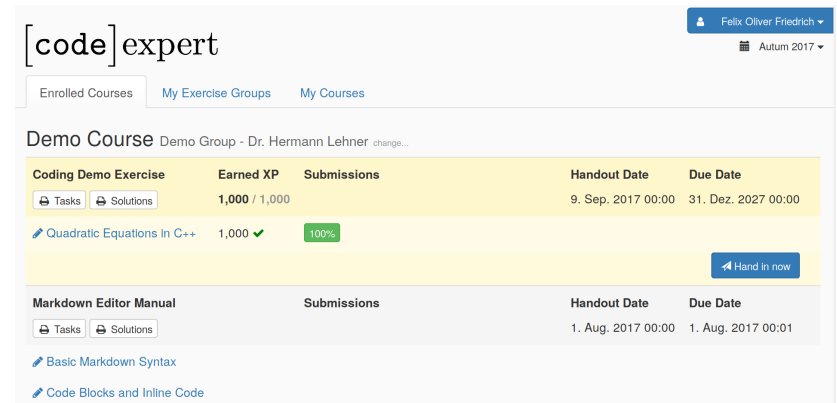 Felix Oliver Friedrich
[code]expert
Autum 2017
Enrolled Courses My Exercise Groups My Courses
Demo Course Demo Group - Dr. Hermann Lehner change...
Coding Demo Exercise Earned XP Submissions Handout Date Due Date
Tasks Solutions 1,000 / 1,000 9. Sep. 2017 00:00 31. Dez. 2027 00:00
Quadratic Equations in C++ 1,000 100%
Hand in now
Markdown Editor Manual Submissions Handout Date Due Date
Tasks Solutions 1. Aug. 2017 00:00 1. Aug. 2017 00:01
Basic Markdown Syntax
Code Blocks and Inline Code